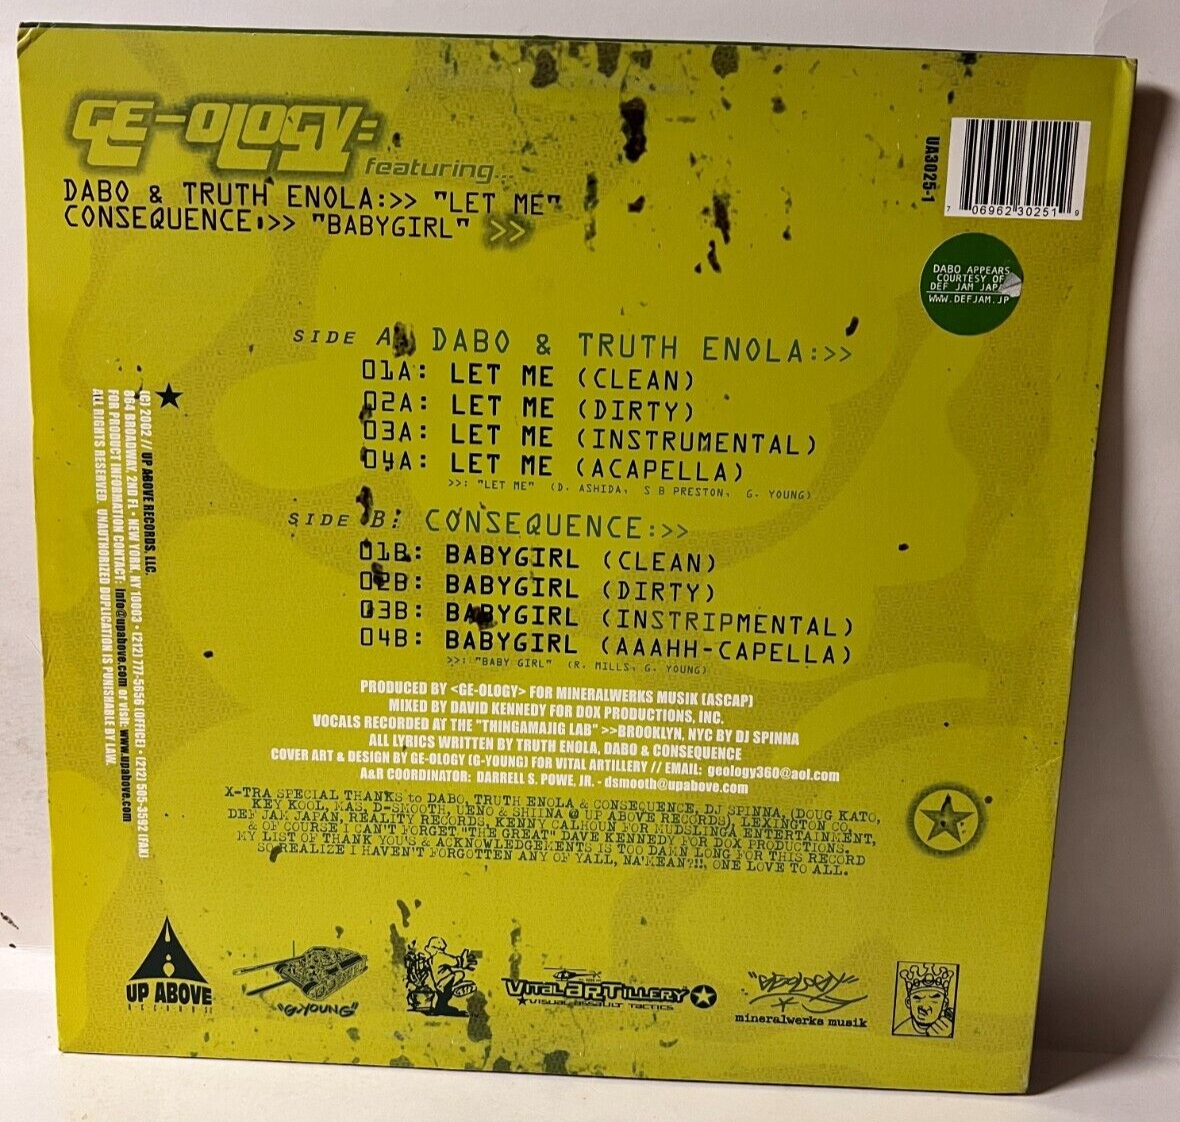 GE-OLOGY:
featuring...
DABO & TRUTH ENOLA:>> "LET ME"
CONSEQUENCE:>> "BABYGIRL" >>
UA3025-1
7 06962 30251 9
DABO APPEARS
COURTESY OF
DEF JAM JAP
WWW.DEFJAM.JP
SIDE A: DABO & TRUTH ENOLA:>>
01A: LET ME (CLEAN)
02A: LET ME (DIRTY)
03A: LET ME (INSTRUMENTAL)
04A: LET ME (ACAPELLA)
>>: "LET ME" (D. ASHIDA, S B PRESTON, G. YOUNG)
SIDE B: CONSEQUENCE:>>
01B: BABYGIRL (CLEAN)
02B: BABYGIRL (DIRTY)
03B: BABYGIRL (INSTRIPMENTAL)
04B: BABYGIRL (AAAHH-CAPELLA)
>>: "BABY GIRL" (R. MILLS, G. YOUNG)
(C) 2002 // UP ABOVE RECORDS, LLC.
864 BROADWAY, 2ND FL • NEW YORK, NY 10003 • (212) 777-5656 (OFFICE) • (212) 505-3592 (FAX)
FOR PRODUCT INFORMATION CONTACT: info@upabove.com or visit: www.upabove.com
ALL RIGHTS RESERVED. UNAUTHORIZED DUPLICATION IS PUNISHABLE BY LAW.
PRODUCED BY <GE-OLOGY> FOR MINERALWERKS MUSIK (ASCAP)
MIXED BY DAVID KENNEDY FOR DOX PRODUCTIONS, INC.
VOCALS RECORDED AT THE "THINGAMAJIG LAB" >>BROOKLYN, NYC BY DJ SPINNA
ALL LYRICS WRITTEN BY TRUTH ENOLA, DABO & CONSEQUENCE
COVER ART & DESIGN BY GE-OLOGY (G-YOUNG) FOR VITAL ARTILLERY // EMAIL: geology360@aol.com
A&R COORDINATOR: DARRELL S. POWE, JR. - dsmooth@upabove.com
X-TRA SPECIAL THANKS to DABO, TRUTH ENOLA & CONSEQUENCE, DJ SPINNA, (DOUG KATO,
KEY KOOL, MAS, D-SMOOTH, UENO & SHIINA @ UP ABOVE RECORDS), LEXINGTON CO,
DEF JAM JAPAN, REALITY RECORDS, KENNY CALHOUN FOR MUDSLINGA ENTERTAINMENT,
& OF COURSE I CAN'T FORGET "THE GREAT" DAVE KENNEDY FOR DOX PRODUCTIONS.
MY LIST OF THANK YOU'S & ACKNOWLEDGEMENTS IS TOO DAMN LONG FOR THIS RECORD
SO REALIZE I HAVEN'T FORGOTTEN ANY OF YALL, NA'MEAN?!!, ONE LOVE TO ALL.
UP ABOVE
RECORDS
"G.YOUNG"
VITAL ARTILLERY
VISUAL ASSAULT TACTICS
"GEOLOGY"
mineralwerks musik